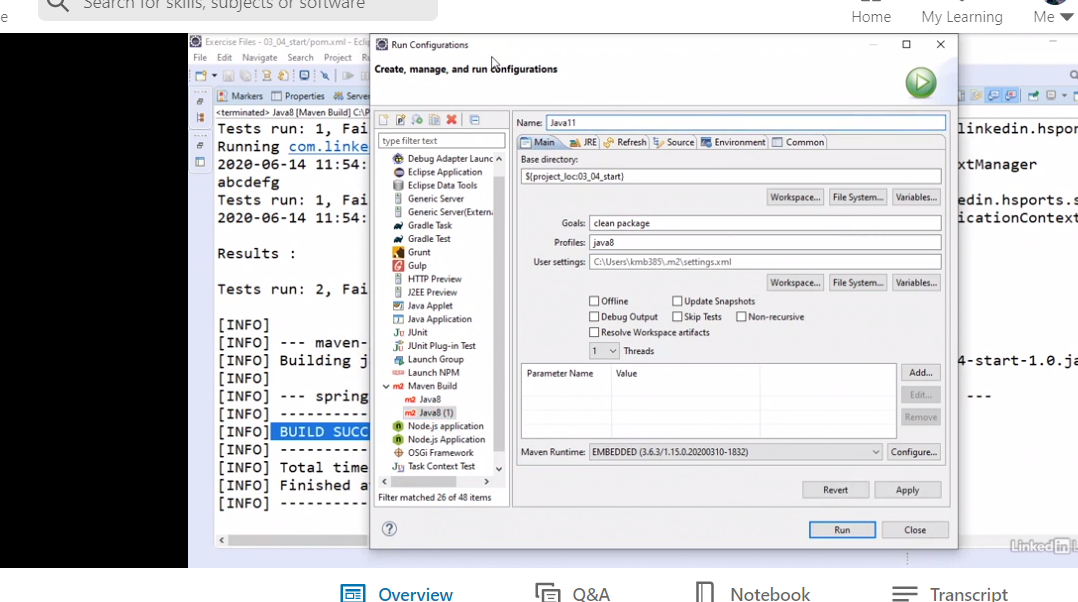 Search for skills, subjects or software
Home My Learning Me
Exercise Files - 03_04_start/pom.xml - Ecli
File Edit Navigate Search Project
Markers Properties Server
<terminated> Java8 [Maven Build] C:\P
Tests run: 1, Fai
linkedin.hspor
Running com.linke
2020-06-14 11:54:
xtManager
abcdefg
Tests run: 1, Fai
edin.hsports.s
2020-06-14 11:54:
icationContext
Results :
Tests run: 2, Fai
[INFO]
[INFO] --- maven-
[INFO] Building j
4-start-1.0.ja
[INFO]
[INFO] --- spring
---
[INFO] ----------
[INFO] BUILD SUCC
[INFO] ----------
[INFO] Total time
[INFO] Finished a
[INFO] ----------
Run Configurations
Create, manage, and run configurations
type filter text
Debug Adapter Launc
Eclipse Application
Eclipse Data Tools
Generic Server
Generic Server(Extern
Gradle Task
Gradle Test
Grunt
Gulp
HTTP Preview
J2EE Preview
Java Applet
Java Application
JUnit
JUnit Plug-in Test
Launch Group
Launch NPM
Maven Build
Java8
Java8 (1)
Node.js application
Node.js Application
OSGi Framework
Task Context Test
Filter matched 26 of 48 items
Name: Java11
Main JRE Refresh Source Environment Common
Base directory:
${project_loc:03_04_start}
Workspace... File System... Variables...
Goals: clean package
Profiles: java8
User settings: C:\Users\kmb385\.m2\settings.xml
Workspace... File System... Variables...
Offline Update Snapshots
Debug Output Skip Tests Non-recursive
Resolve Workspace artifacts
1 Threads
Parameter Name Value
Add...
Edit...
Remove
Maven Runtime: EMBEDDED (3.6.3/1.15.0.20200310-1832) Configure...
Revert Apply
Run Close
LinkedIn L
Overview Q&A Notebook Transcript